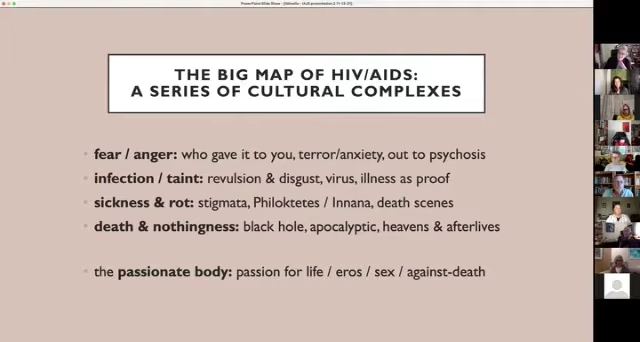 THE BIG MAP OF HIV/AIDS:
A SERIES OF CULTURAL COMPLEXES
fear / anger: who gave it to you, terror/anxiety, out to psychosis
infection / taint: revulsion & disgust, virus, illness as proof
sickness & rot: stigmata, Philoktetes / Innana, death scenes
death & nothingness: black hole, apocalyptic, heavens & afterlives
the passionate body: passion for life / eros / sex / against-death